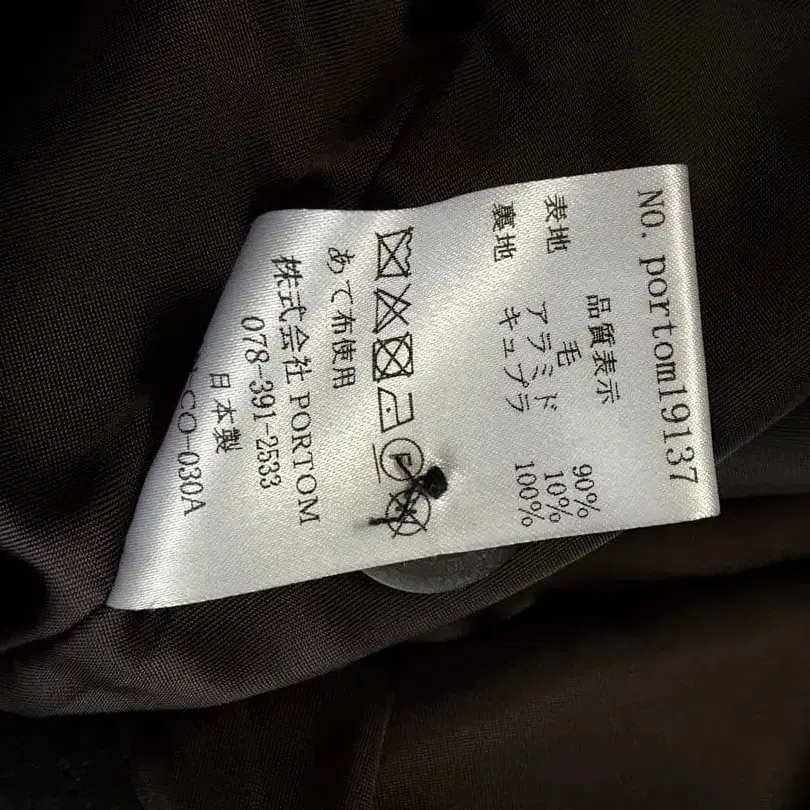 NO. portom19137
品質表示
表地 毛 90%
アラミド 10%
裏地 キュプラ 100%
あて布使用
株式会社 PORTOM
078-391-2533
日本製
CO-030A